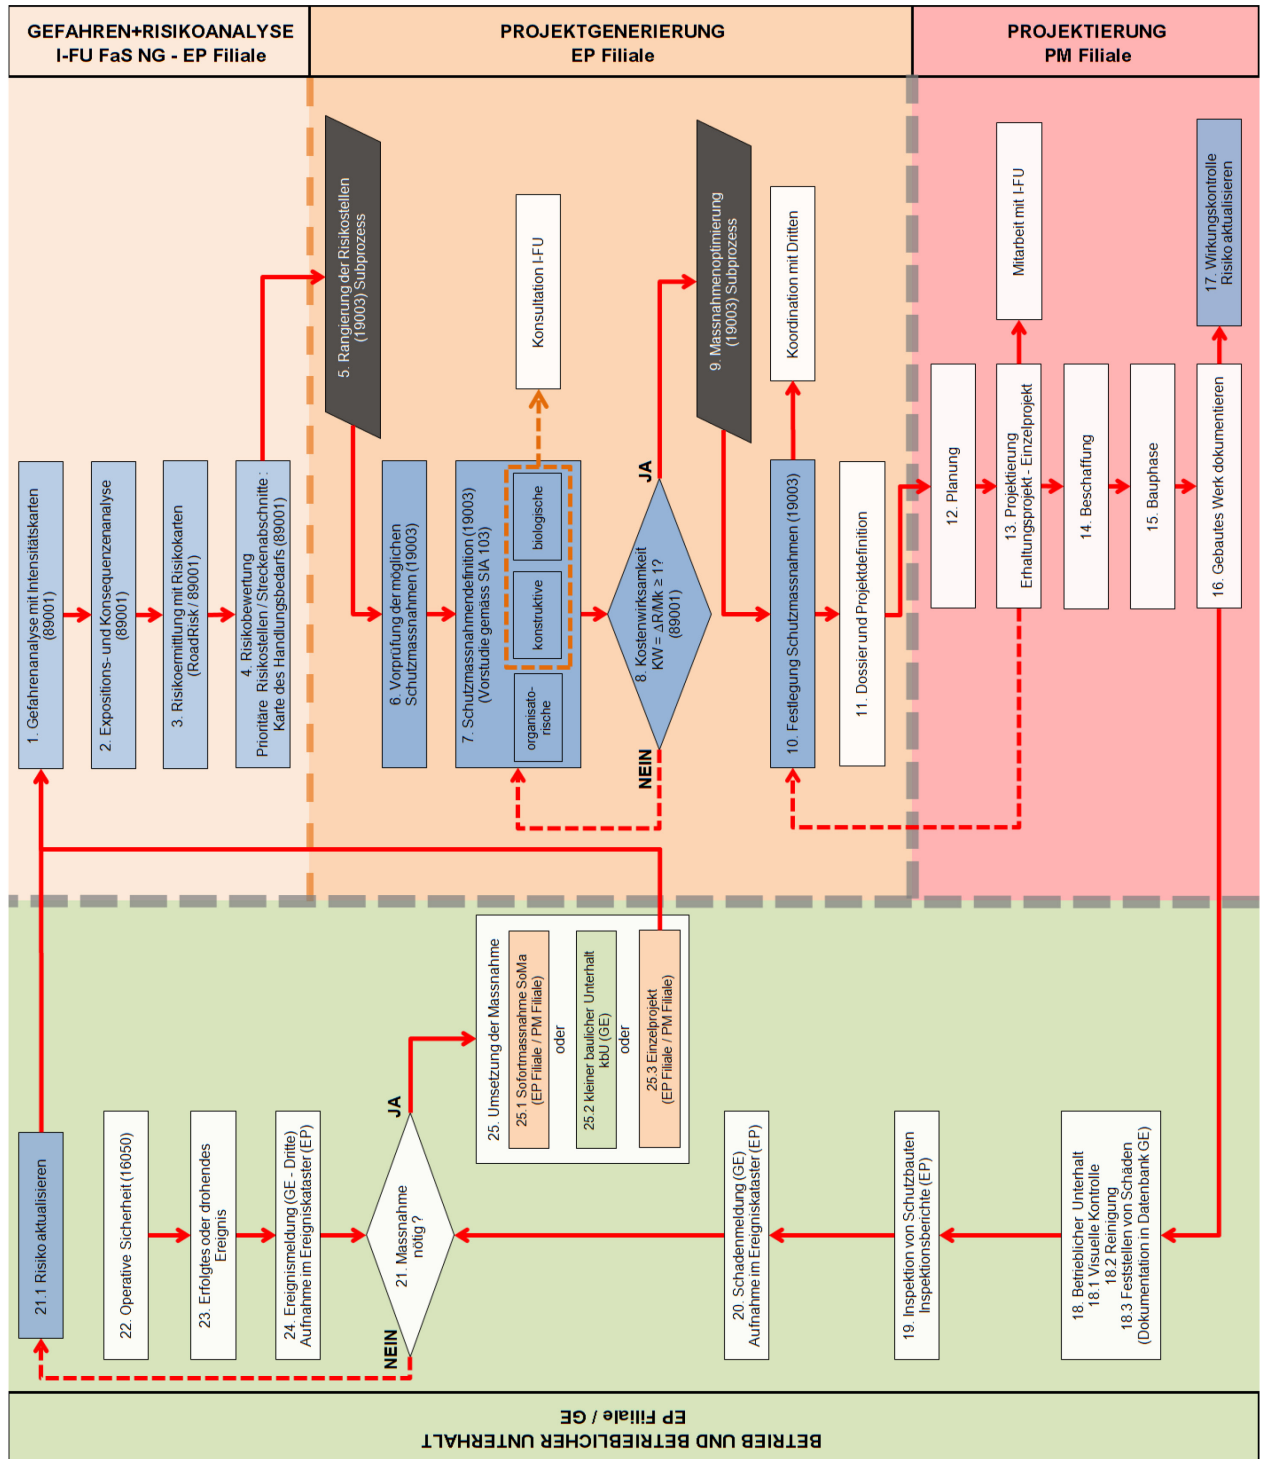 GEFAHREN+RISIKOANALYSE
I-FU FaS NG - EP Filiale
PROJEKTGENERIERUNG
EP Filiale
PROJEKTIERUNG
PM Filiale
1. Gefahrenanalyse mit Intensitätskarten
(89001)
2. Expositions- und Konsequenzenanalyse
(89001)
3. Risikoermittlung mit Risikokarten
(RoadRisk / 89001)
4. Risikobewertung
Prioritäre Risikostellen / Streckenabschnitte :
Karte des Handlungsbedarfs (89001)
5. Rangierung der Risikostellen
(19003) Subprozess
6. Vorprüfung der möglichen
Schutzmassnahmen (19003)
7. Schutzmassnahmendefinition (19003)
(Vorstudie gemäss SIA 103)
organisato-
rische
konstruktive
biologische
Konsultation I-FU
8. Kostenwirksamkeit
KW = ΔR/Mk ≥ 1?
(89001)
JA
NEIN
9. Massnahmenoptimierung
(19003) Subprozess
10. Festlegung Schutzmassnahmen (19003)
Koordination mit Dritten
11. Dossier und Projektdefinition
12. Planung
13. Projektierung
Erhaltungsprojekt - Einzelprojekt
Mitarbeit mit I-FU
14. Beschaffung
15. Bauphase
16. Gebautes Werk dokumentieren
17. Wirkungskontrolle
Risiko aktualisieren
21.1 Risiko aktualisieren
22. Operative Sicherheit (16050)
23. Erfolgtes oder drohendes
Ereignis
24. Ereignismeldung (GE - Dritte)
Aufnahme im Ereigniskataster (EP)
21. Massnahme
nötig ?
JA
NEIN
25. Umsetzung der Massnahme
25.1 Sofortmassnahme SoMa
(EP Filiale / PM Filiale)
oder
25.2 kleiner baulicher Unterhalt
kbU (GE)
oder
25.3 Einzelprojekt
(EP Filiale / PM Filiale)
20. Schadenmeldung (GE)
Aufnahme im Ereigniskataster (EP)
19. Inspektion von Schutzbauten
Inspektionsberichte (EP)
18. Betrieblicher Unterhalt
18.1 Visuelle Kontrolle
18.2 Reinigung
18.3 Feststellen von Schäden
(Dokumentation in Datenbank GE)
BETRIEB UND BETRIEBLICHER UNTERHALT
EP Filiale / GE